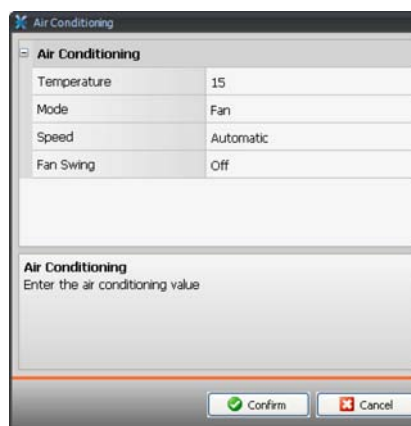 Air Conditioning
Air Conditioning
Temperature 15
Mode Fan
Speed Automatic
Fan Swing Off
Air Conditioning
Enter the air conditioning value
Confirm Cancel